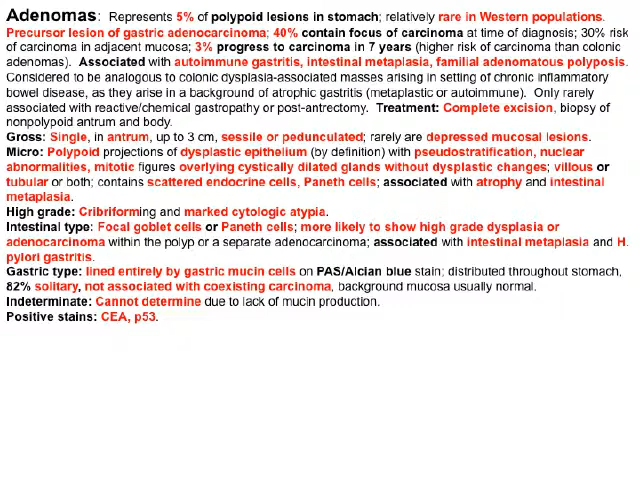 Adenomas: Represents 5% of polypoid lesions in stomach; relatively rare in Western populations.
Precursor lesion of gastric adenocarcinoma; 40% contain focus of carcinoma at time of diagnosis; 30% risk
of carcinoma in adjacent mucosa; 3% progress to carcinoma in 7 years (higher risk of carcinoma than colonic
adenomas). Associated with autoimmune gastritis, intestinal metaplasia, familial adenomatous polyposis.
Considered to be analogous to colonic dysplasia-associated masses arising in setting of chronic inflammatory
bowel disease, as they arise in a background of atrophic gastritis (metaplastic or autoimmune). Only rarely
associated with reactive/chemical gastropathy or post-antrectomy. Treatment: Complete excision, biopsy of
nonpolypoid antrum and body.
Gross: Single, in antrum, up to 3 cm, sessile or pedunculated; rarely are depressed mucosal lesions.
Micro: Polypoid projections of dysplastic epithelium (by definition) with pseudostratification, nuclear
abnormalities, mitotic figures overlying cystically dilated glands without dysplastic changes; villous or
tubular or both; contains scattered endocrine cells, Paneth cells; associated with atrophy and intestinal
metaplasia.
High grade: Cribriforming and marked cytologic atypia.
Intestinal type: Focal goblet cells or Paneth cells; more likely to show high grade dysplasia or
adenocarcinoma within the polyp or a separate adenocarcinoma; associated with intestinal metaplasia and H.
pylori gastritis.
Gastric type: lined entirely by gastric mucin cells on PAS/Alcian blue stain; distributed throughout stomach,
82% solitary, not associated with coexisting carcinoma, background mucosa usually normal.
Indeterminate: Cannot determine due to lack of mucin production.
Positive stains: CEA, p53.